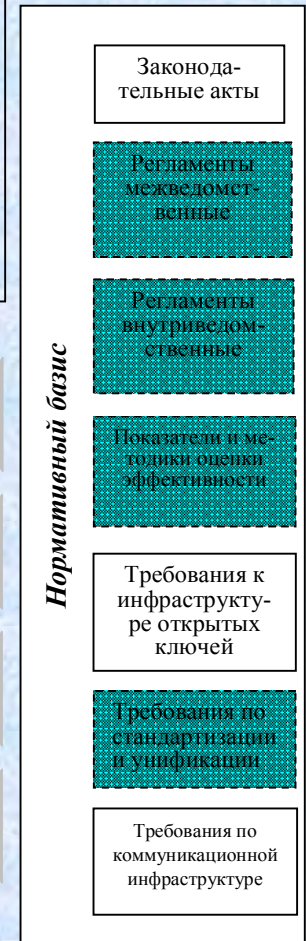 Нормативный базис
Законода-
тельные акты
Регламенты
межведомст-
венные
Регламенты
внутриведом-
ственные
Показатели и ме-
тодики оценки
эффективности
Требования к
инфраструкту-
ре открытых
ключей
Требования по
стандартизации
и унификации
Требования по
коммуникационной
инфраструктуре